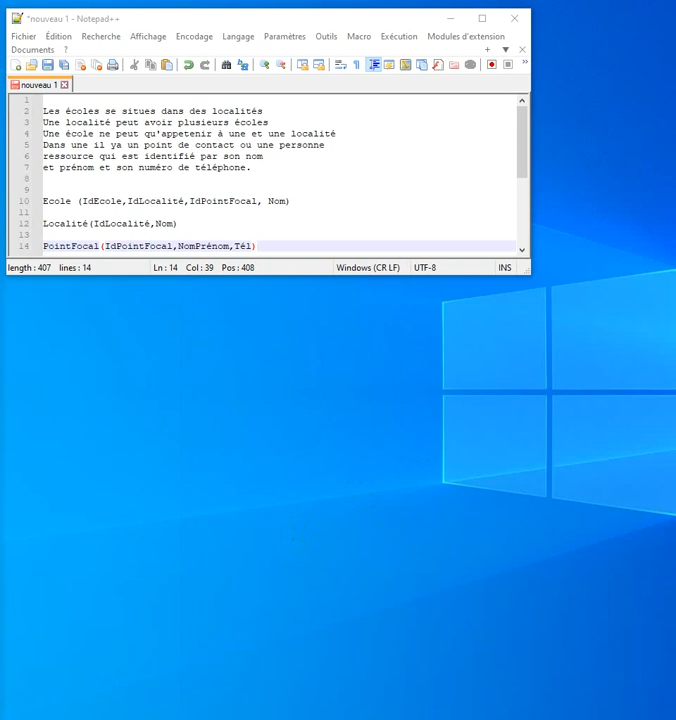 *nouveau 1 - Notepad++
Fichier Édition Recherche Affichage Encodage Langage Paramètres Outils Macro Exécution Modules d'extension
Documents ?
nouveau 1
1
2 Les écoles se situes dans des localités
3 Une localité peut avoir plusieurs écoles
4 Une école ne peut qu'appetenir à une et une localité
5 Dans une il ya un point de contact ou une personne
6 ressource qui est identifié par son nom
7 et prénom et son numéro de téléphone.
8
9
10 Ecole (IdEcole,IdLocalité,IdPointFocal, Nom)
11
12 Localité(IdLocalité,Nom)
13
14 PointFocal(IdPointFocal,NomPrénom,Tél)
length : 407 lines : 14 Ln : 14 Col : 39 Pos : 408 Windows (CR LF) UTF-8 INS